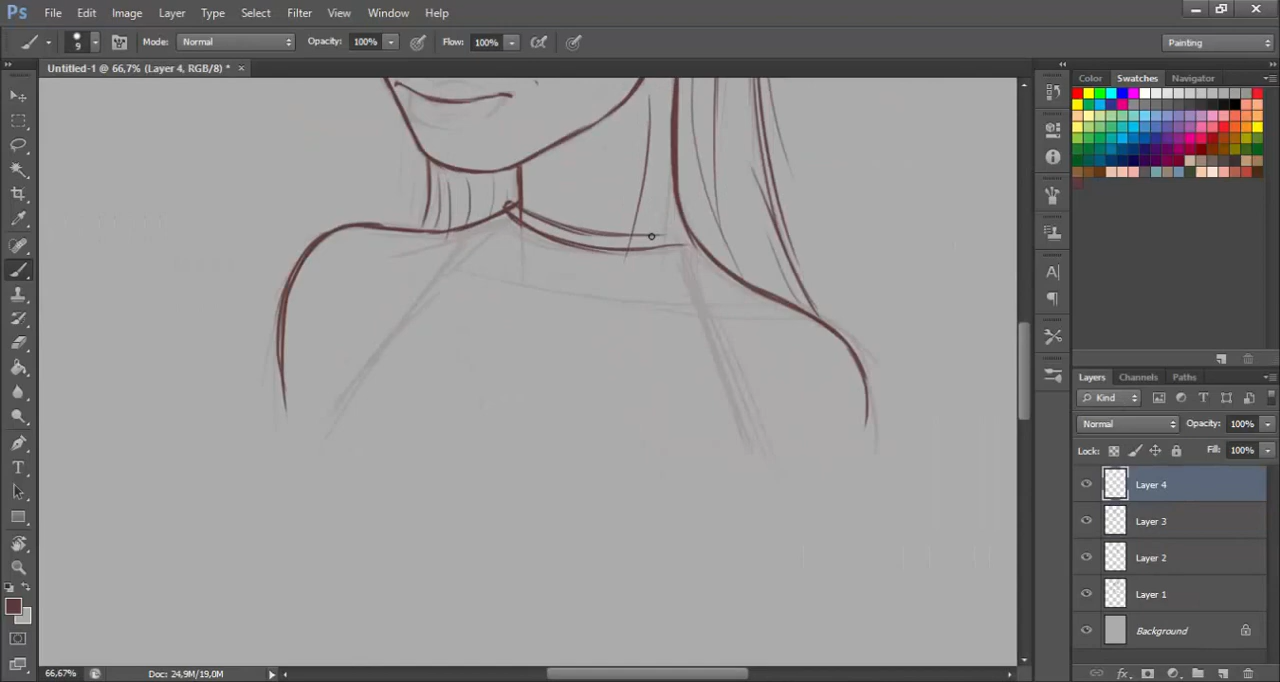 Ps File Edit Image Layer Type Select Filter 3D View Window Help
9 Mode: Normal Opacity: 100% Flow: 100% Painting
Untitled-1 @ 66,7% (Layer 4, RGB/8) * ×
Color Swatches Navigator
Layers Channels Paths
Kind
Normal Opacity: 100%
Lock: Fill: 100%
Layer 4
Layer 3
Layer 2
Layer 1
Background
66,67% Doc: 24,9M/19,0M